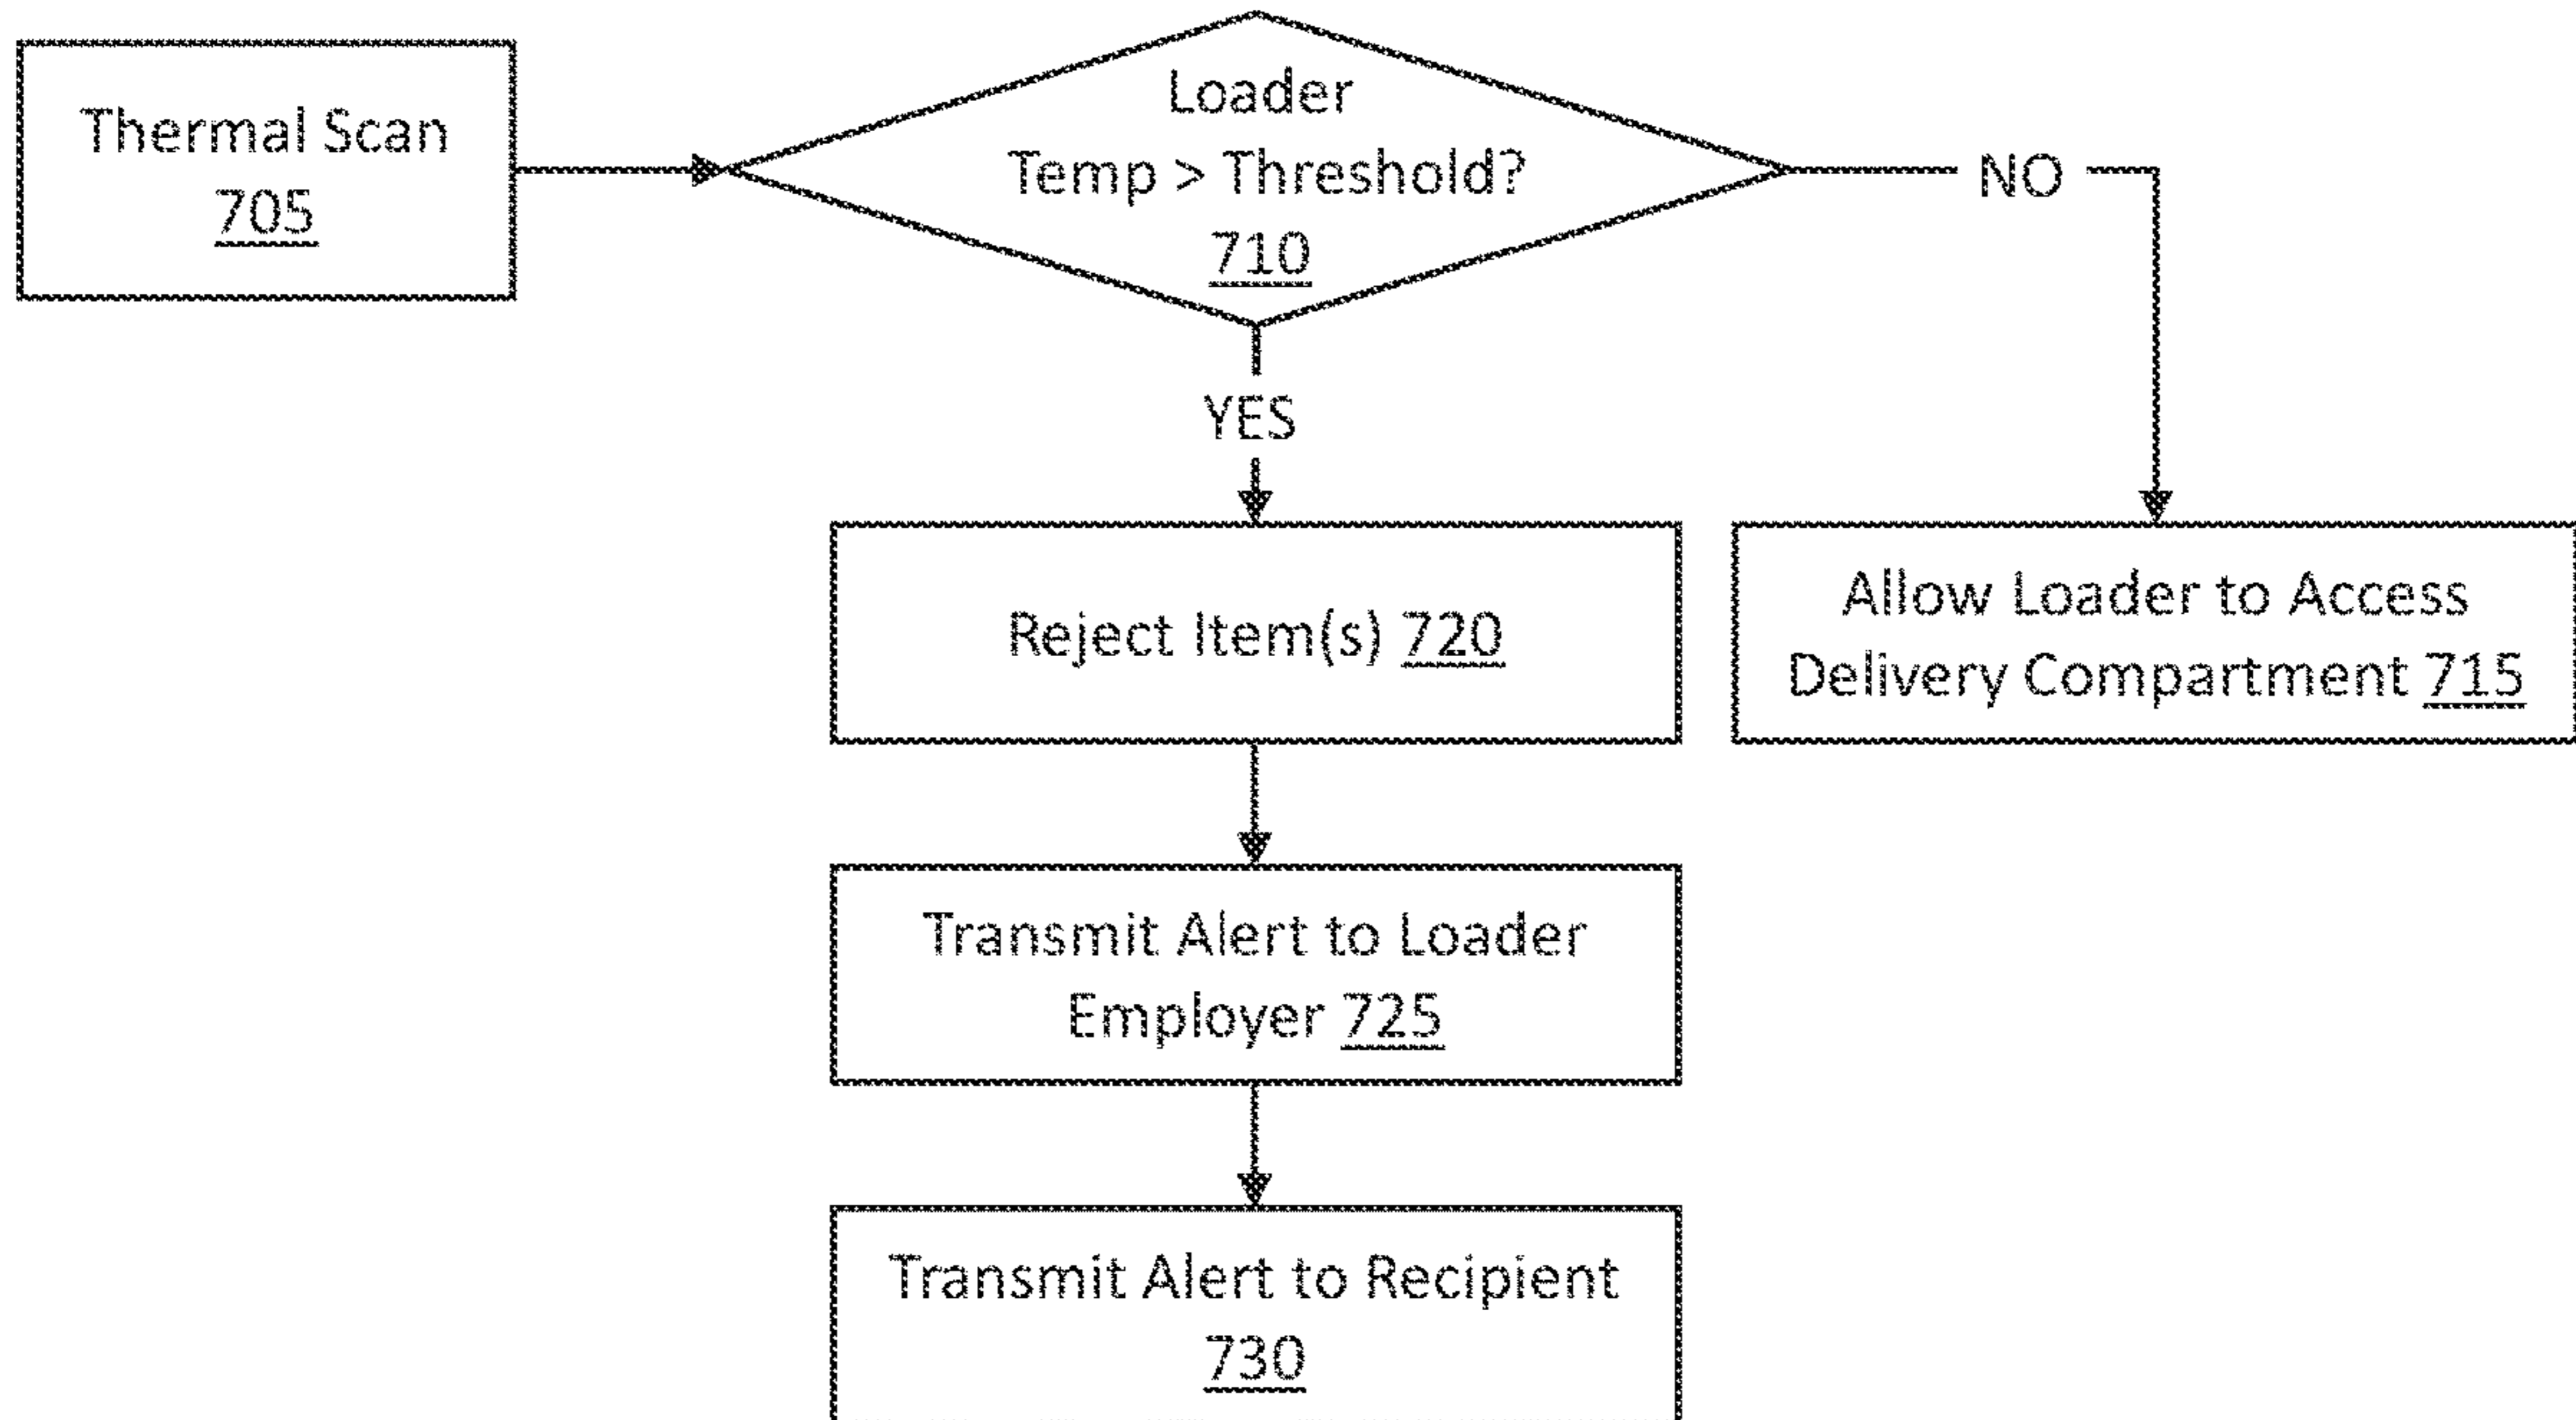 Thermal Scan
705
Loader
Temp > Threshold?
710
NO
YES
Reject Item(s) 720
Allow Loader to Access
Delivery Compartment 715
Transmit Alert to Loader
Employer 725
Transmit Alert to Recipient
730